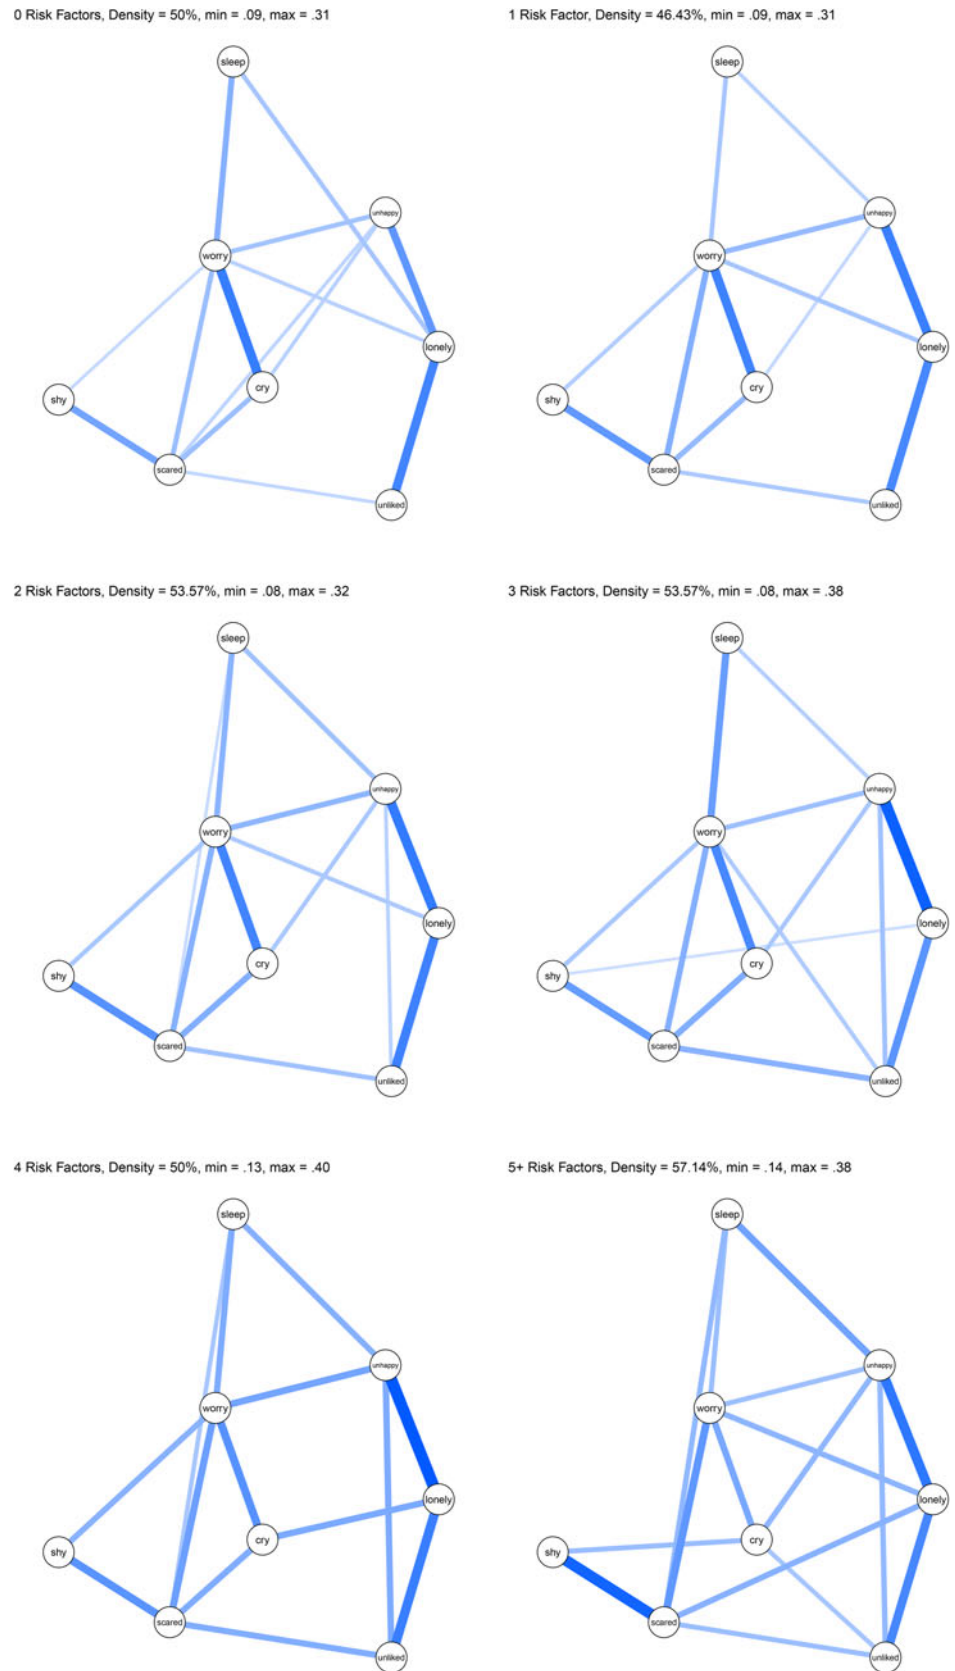 0 Risk Factor, Density = 50%, min = .09, max = .31
1 Risk Factor, Density = 46.43%, min = .09, max = .31
sleep
sleep
unhappy
unhappy
worry
worry
lonely
lonely
cry
cry
shy
shy
scared
scared
unliked
unliked
2 Risk Factors, Density = 53.57%, min = .08, max = .32
3 Risk Factors, Density = 53.57%, min = .08, max = .38
sleep
sleep
unhappy
unhappy
worry
worry
lonely
lonely
cry
cry
shy
shy
scared
scared
unliked
unliked
4 Risk Factors, Density = 50%, min = .13, max = .40
5+ Risk Factors, Density = 57.14%, min = .14, max = .38
sleep
sleep
unhappy
unhappy
worry
worry
lonely
lonely
cry
cry
shy
shy
scared
scared
unliked
unliked